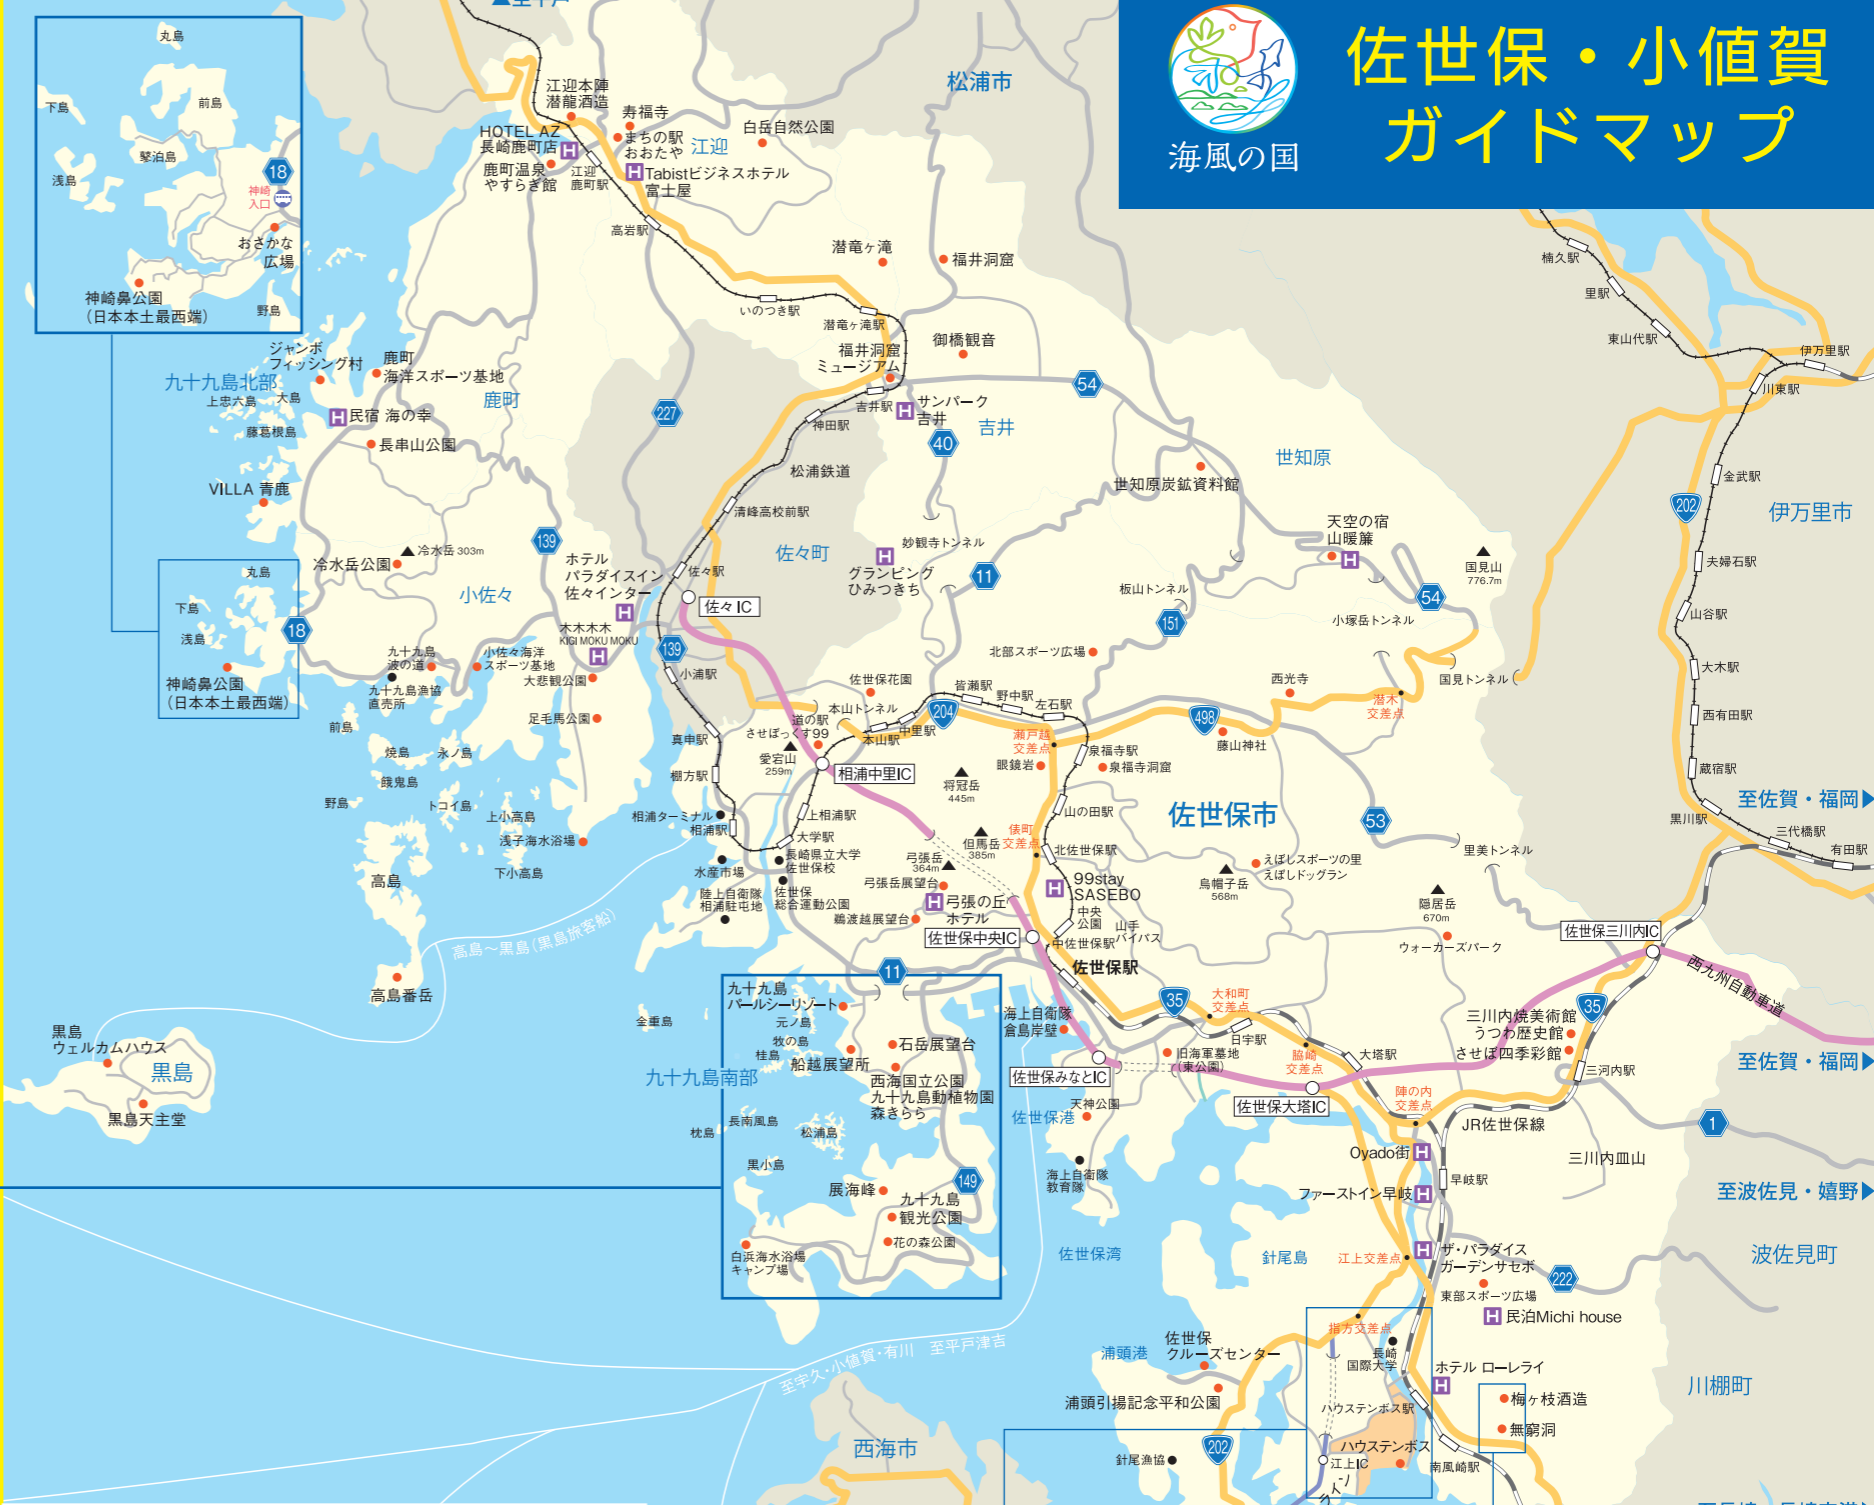 ▲至平戸
佐世保・小値賀
ガイドマップ
海風の国
丸島
下島
前島
鼕泊島
浅島
18
神崎
入口
おさかな
広場
神崎鼻公園
(日本本土最西端)
野島
松浦市
江迎本陣
潜龍酒造
寿福寺
HOTEL AZ
長崎鹿町店
まちの駅
おおたや
江迎
白岳自然公園
鹿町温泉
やすらぎ館
江迎
鹿町駅
Tabistビジネスホテル
富士屋
高岩駅
潜竜ヶ滝
福井洞窟
いのつき駅
潜竜ヶ滝駅
福井洞窟
ミュージアム
御橋観音
楠久駅
里駅
東山代駅
伊万里駅
川東駅
ジャンボ
フィッシング村
鹿町
海洋スポーツ基地
九十九島北部
上忠六島
大島
鹿町
民宿 海の幸
藤葛根島
長串山公園
227
54
吉井駅
サンパーク
吉井
神田駅
40
吉井
松浦鉄道
世知原
世知原炭鉱資料館
金武駅
202
伊万里市
VILLA 青鹿
清峰高校前駅
139
冷水岳 303m
冷水岳公園
ホテル
パラダイスイン
佐々インター
佐々町
佐々駅
妙観寺トンネル
グランピング
ひみつきち
11
天空の宿
山暖簾
国見山
776.7m
夫婦石駅
丸島
下島
浅島
18
小佐々
佐々IC
板山トンネル
151
54
小塚岳トンネル
山谷駅
木木木木
KIGI MOKU MOKU
139
神崎鼻公園
(日本本土最西端)
九十九島
波の道
小佐々海洋
スポーツ基地
大悲観公園
小浦駅
北部スポーツ広場
大木駅
九十九島漁協
直売所
佐世保花園
皆瀬駅
野中駅
左石駅
西光寺
潜木
交差点
国見トンネル
前島
足毛馬公園
本山トンネル
204
中里駅
498
西有田駅
焼島
永ノ島
真申駅
道の駅
させぼっくす99
本山駅
瀬戸越
交差点
泉福寺駅
藤山神社
愛宕山
259m
餓鬼島
棚方駅
相浦中里IC
眼鏡岩
泉福寺洞窟
将冠岳
445m
蔵宿駅
野島
トコイ島
上小高島
相浦ターミナル
相浦駅
上相浦駅
山の田駅
佐世保市
53
至佐賀・福岡▶
黒川駅
浅子海水浴場
大学駅
俵町
交差点
但馬岳
385m
三代橋駅
有田駅
高島
下小高島
水産市場
長崎県立大学
佐世保校
弓張岳
364m
北佐世保駅
里美トンネル
えぼしスポーツの里
えぼしドッグラン
烏帽子岳
568m
陸上自衛隊
相浦駐屯地
佐世保
総合運動公園
弓張岳展望台
99stay
SASEBO
隠居岳
670m
弓張の丘
ホテル
鵜渡越展望台
中央
公園
山手
バイパス
高島～黒島(黒島旅客船)
佐世保中央IC
中佐世保駅
ウォーカーズパーク
佐世保三川内IC
11
佐世保駅
西九州自動車道
高島番岳
九十九島
パールシーリゾート
35
大和町
交差点
35
黒島
ウェルカムハウス
金重島
元ノ島
牧の島
桂島
石岳展望台
海上自衛隊
倉島岸壁
日宇駅
三川内焼美術館
うつわ歴史館
させぼ四季彩館
黒島
船越展望所
旧海軍墓地
(東公園)
脇崎
交差点
大塔駅
至佐賀・福岡▶
九十九島南部
西海国立公園
九十九島動植物園
森きらら
佐世保みなとIC
三河内駅
黒島天主堂
枕島
長南風島
松浦島
佐世保港
天神公園
佐世保大塔IC
陣の内
交差点
JR佐世保線
1
黒小島
Oyado街
三川内皿山
海上自衛隊
教育隊
展海峰
149
九十九島
観光公園
ファーストイン早岐
早岐駅
至波佐見・嬉野▶
花の森公園
白浜海水浴場
キャンプ場
佐世保湾
針尾島
江上交差点
ザ・パラダイス
ガーデンサセボ
波佐見町
222
東部スポーツ広場
民泊Michi house
至宇久・小値賀・有川 至平戸津吉
指方交差点
浦頭港
佐世保
クルーズセンター
長崎
国際大学
ホテル ローレライ
川棚町
浦頭引揚記念平和公園
ハウステンボス駅
梅ヶ枝酒造
無窮洞
西海市
202
ハウステンボス
針尾漁協
江上IC
南風崎駅